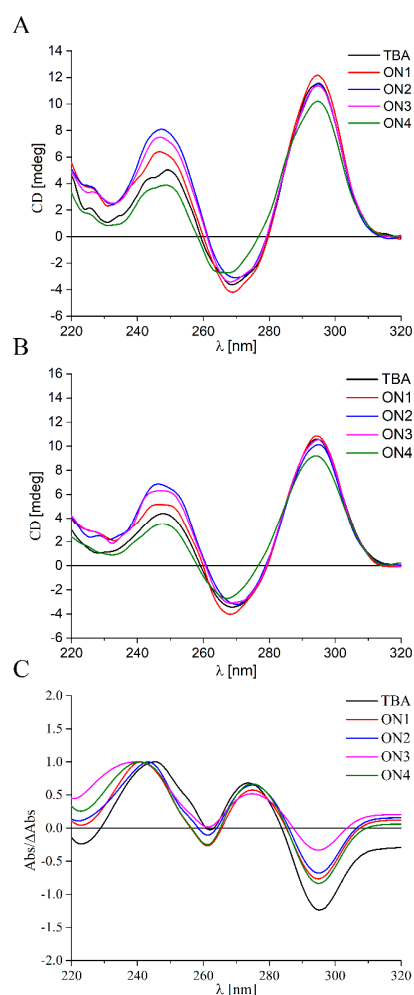 A
14
12
10
8
6
4
2
0
-2
-4
-6
CD [mdeg]
TBA
ON1
ON2
ON3
ON4
220 240 260 280 300 320
λ [nm]
B
16
14
12
10
8
6
4
2
0
-2
-4
-6
CD [mdeg]
TBA
ON1
ON2
ON3
ON4
220 240 260 280 300 320
λ [nm]
C
2.0
1.5
1.0
0.5
0.0
-0.5
-1.0
-1.5
-2.0
Abs/ΔAbs
TBA
ON1
ON2
ON3
ON4
220 240 260 280 300 320
λ [nm]